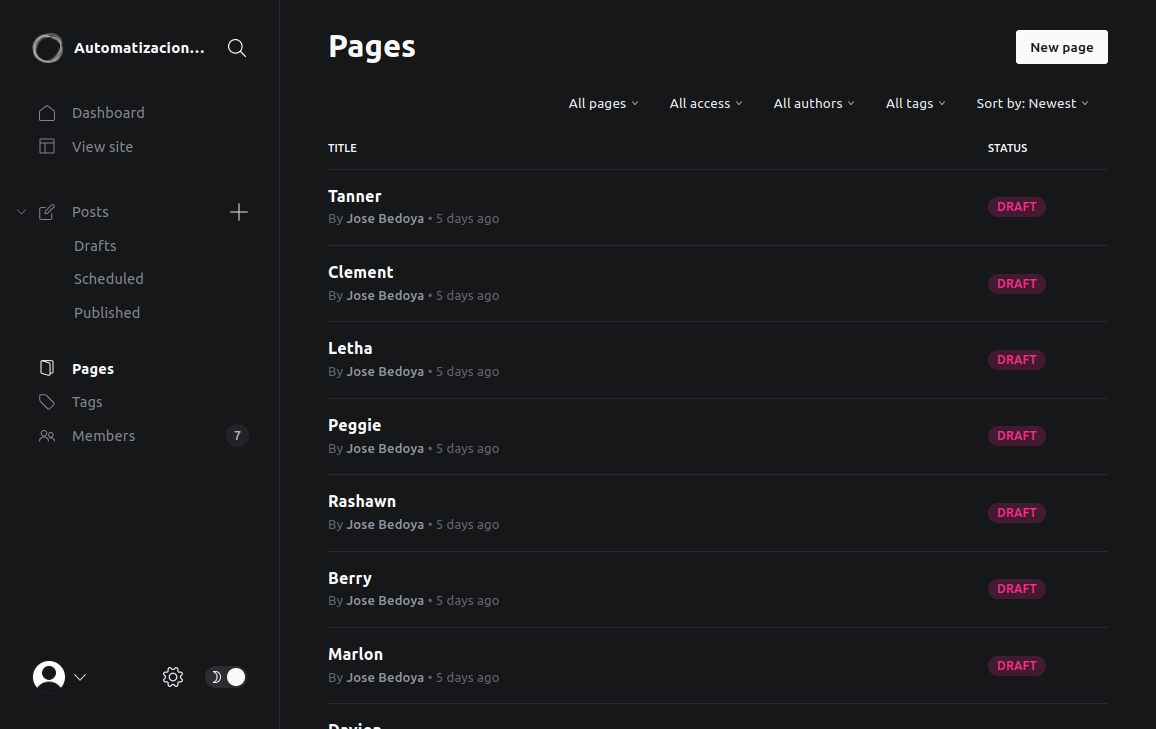 Automatizacion...
Dashboard
View site
Posts
Drafts
Scheduled
Published
Pages
Tags
Members 7
Pages
New page
All pages All access All authors All tags Sort by: Newest
TITLE STATUS
Tanner
By Jose Bedoya • 5 days ago
DRAFT
Clement
By Jose Bedoya • 5 days ago
DRAFT
Letha
By Jose Bedoya • 5 days ago
DRAFT
Peggie
By Jose Bedoya • 5 days ago
DRAFT
Rashawn
By Jose Bedoya • 5 days ago
DRAFT
Berry
By Jose Bedoya • 5 days ago
DRAFT
Marlon
By Jose Bedoya • 5 days ago
DRAFT